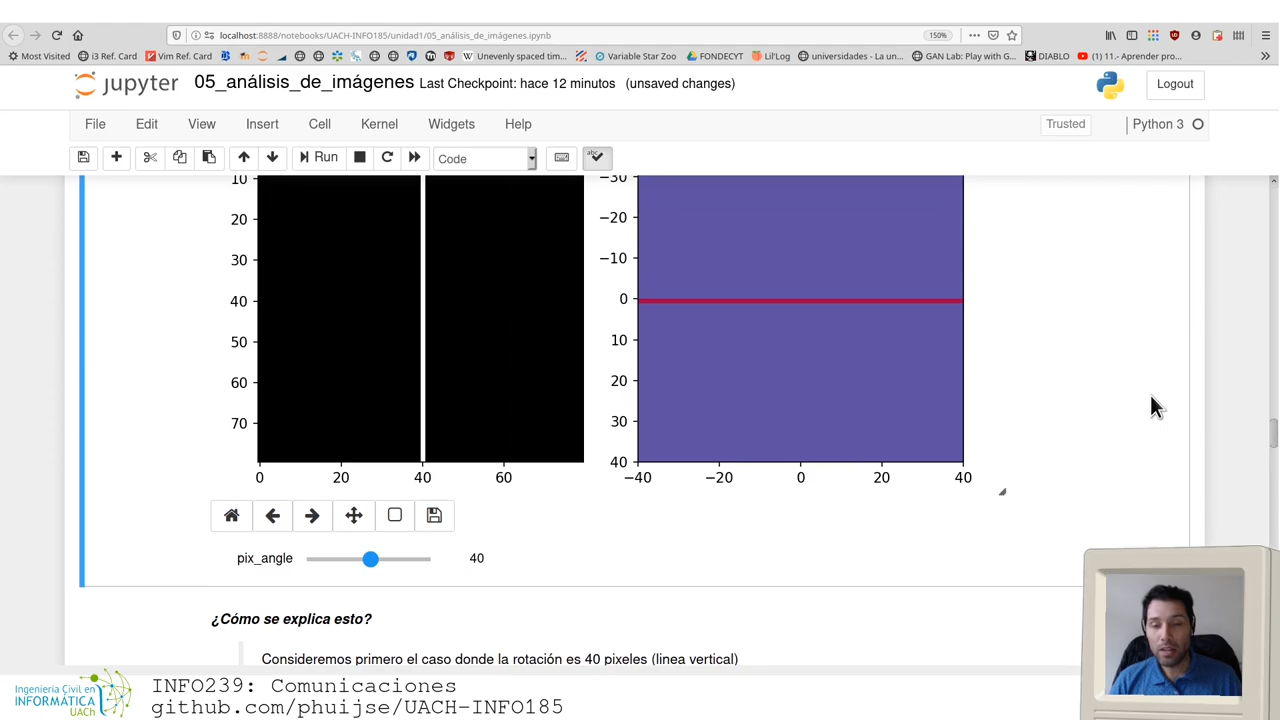 localhost:8888/notebooks/UACH-INFO185/unidad1/05_análisis_de_imágenes.ipynb
150%
Most Visited i3 Ref. Card Vim Ref. Card Unevenly spaced tim... Variable Star Zoo FONDECYT Lil'Log universidades - La un... GAN Lab: Play with G... DIABLO (1) 11.- Aprender pro...
jupyter 05_análisis_de_imágenes Last Checkpoint: hace 12 minutos (unsaved changes) Logout
File Edit View Insert Cell Kernel Widgets Help Trusted Python 3
Run Code abc
10
20
30
40
50
60
70
0 20 40 60
−30
−20
−10
0
10
20
30
40
−40 −20 0 20 40
pix_angle 40
¿Cómo se explica esto?
Consideremos primero el caso donde la rotación es 40 pixeles (linea vertical)
Ingeniería Civil en
INFORMÁTICA
UACh
INFO239: Comunicaciones
github.com/phuijse/UACH-INFO185